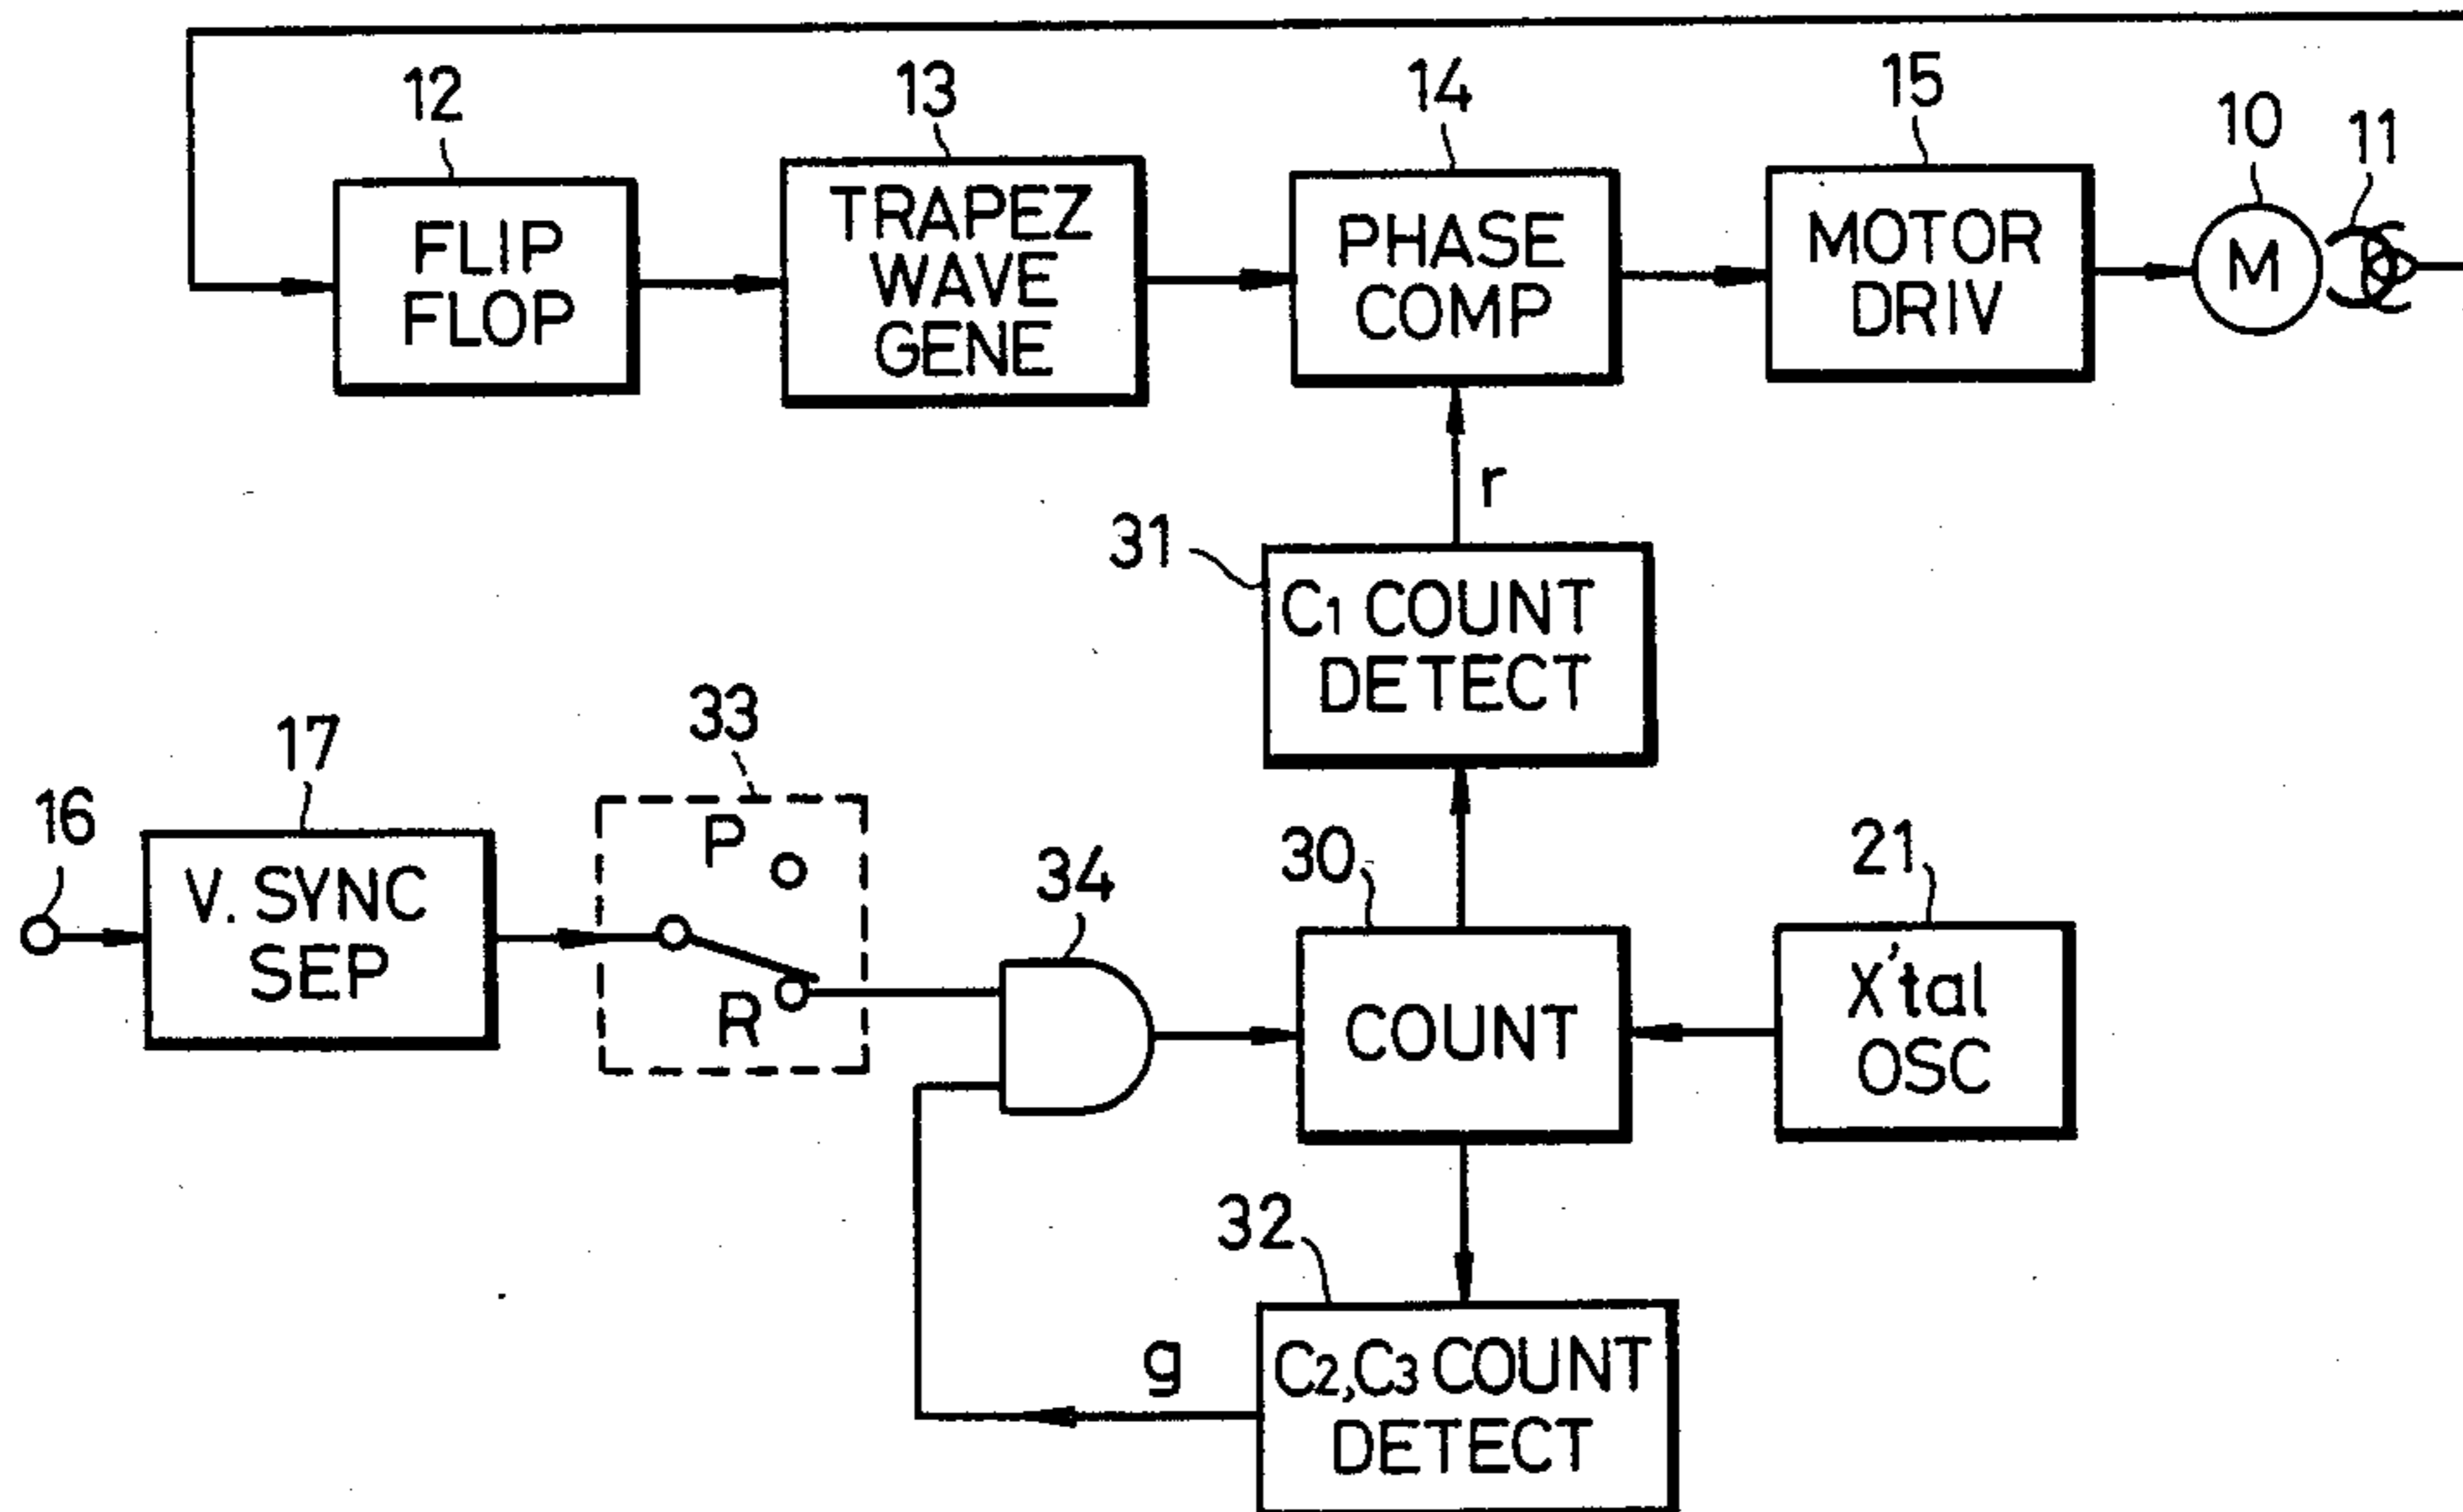 12
13
14
15
10
11
FLIP
FLOP
TRAPEZ
WAVE
GENE
PHASE
COMP
MOTOR
DRIV
M
r
31
C1 COUNT
DETECT
33
17
16
V. SYNC
SEP
P
R
34
30
COUNT
21
X'tal
OSC
32
g
C2,C3 COUNT
DETECT